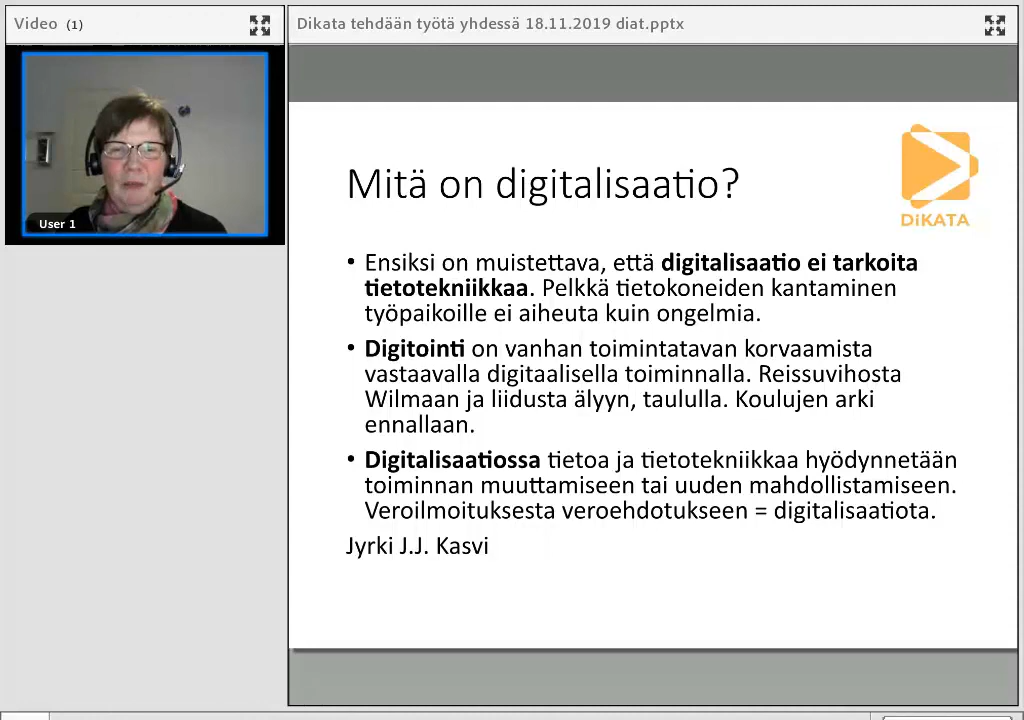 Video (1)
Dikata tehdään työtä yhdessä 18.11.2019 diat.pptx
User 1
DiKATA
Mitä on digitalisaatio?
• Ensiksi on muistettava, että digitalisaatio ei tarkoita
tietotekniikkaa. Pelkkä tietokoneiden kantaminen
työpaikoille ei aiheuta kuin ongelmia.
• Digitointi on vanhan toimintatavan korvaamista
vastaavalla digitaalisella toiminnalla. Reissuvihosta
Wilmaan ja liidusta älyyn, taululla. Koulujen arki
ennallaan.
• Digitalisaatiossa tietoa ja tietotekniikkaa hyödynnetään
toiminnan muuttamiseen tai uuden mahdollistamiseen.
Veroilmoituksesta veroehdotukseen = digitalisaatiota.
Jyrki J.J. Kasvi